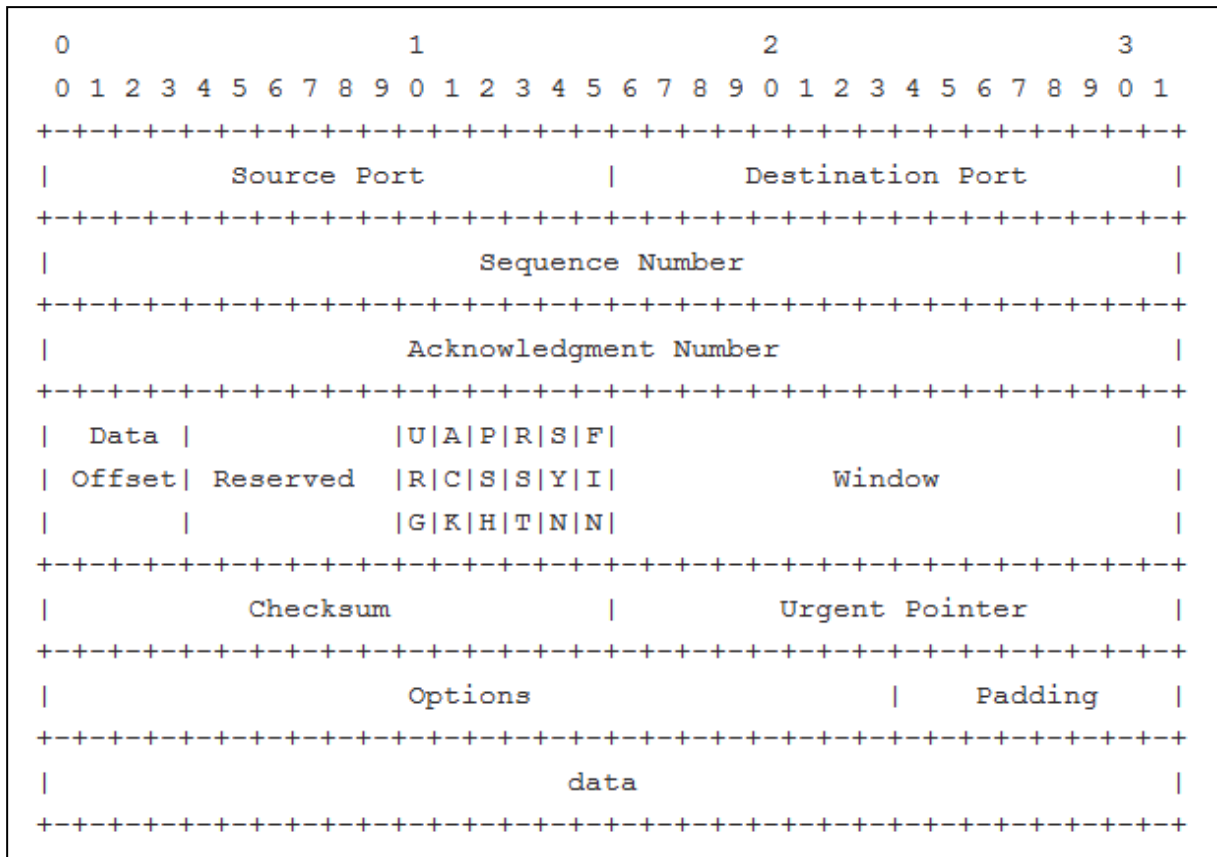 0                   1                   2                   3
 0 1 2 3 4 5 6 7 8 9 0 1 2 3 4 5 6 7 8 9 0 1 2 3 4 5 6 7 8 9 0 1
+-+-+-+-+-+-+-+-+-+-+-+-+-+-+-+-+-+-+-+-+-+-+-+-+-+-+-+-+-+-+-+-+
|          Source Port          |       Destination Port        |
+-+-+-+-+-+-+-+-+-+-+-+-+-+-+-+-+-+-+-+-+-+-+-+-+-+-+-+-+-+-+-+-+
|                        Sequence Number                        |
+-+-+-+-+-+-+-+-+-+-+-+-+-+-+-+-+-+-+-+-+-+-+-+-+-+-+-+-+-+-+-+-+
|                    Acknowledgment Number                      |
+-+-+-+-+-+-+-+-+-+-+-+-+-+-+-+-+-+-+-+-+-+-+-+-+-+-+-+-+-+-+-+-+
|  Data |           |U|A|P|R|S|F|                               |
| Offset| Reserved  |R|C|S|S|Y|I|            Window             |
|       |           |G|K|H|T|N|N|                               |
+-+-+-+-+-+-+-+-+-+-+-+-+-+-+-+-+-+-+-+-+-+-+-+-+-+-+-+-+-+-+-+-+
|           Checksum            |         Urgent Pointer        |
+-+-+-+-+-+-+-+-+-+-+-+-+-+-+-+-+-+-+-+-+-+-+-+-+-+-+-+-+-+-+-+-+
|                    Options                    |    Padding    |
+-+-+-+-+-+-+-+-+-+-+-+-+-+-+-+-+-+-+-+-+-+-+-+-+-+-+-+-+-+-+-+-+
|                             data                              |
+-+-+-+-+-+-+-+-+-+-+-+-+-+-+-+-+-+-+-+-+-+-+-+-+-+-+-+-+-+-+-+-+